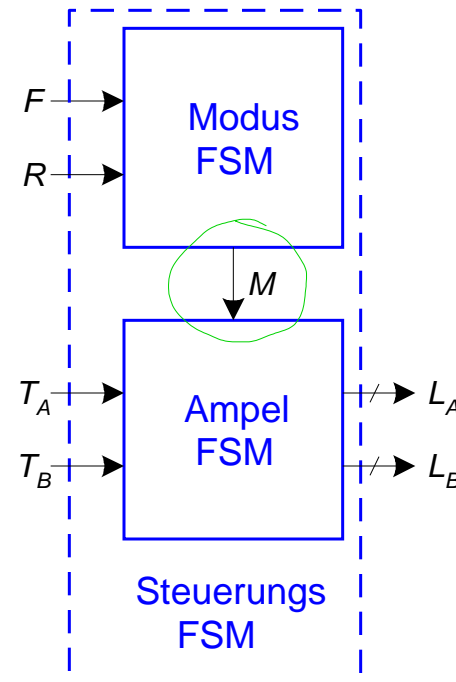 F
Modus
FSM
R
M
T_A
Ampel
FSM
L_A
T_B
L_B
Steuerungs
FSM